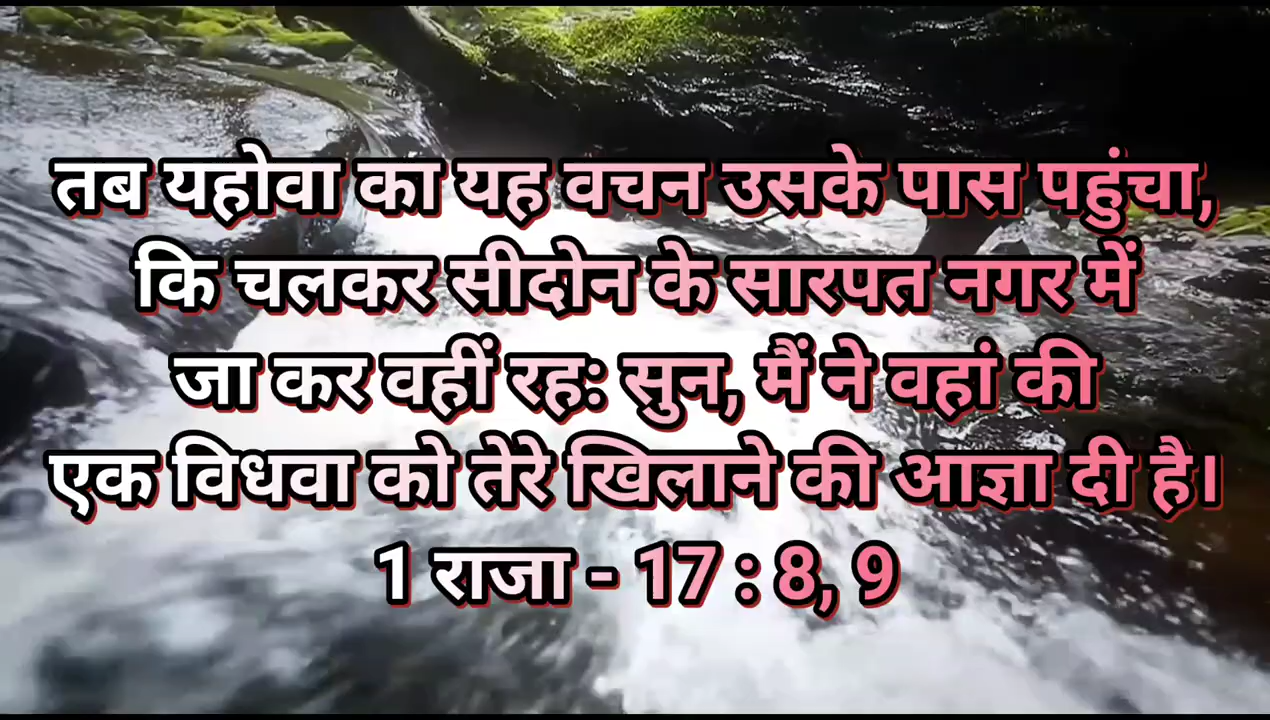 तब यहोवा का यह वचन उसके पास पहुंचा,
कि चलकर सीदोन के सारपत नगर में
जा कर वहीं रहः सुन, मैं ने वहां की
एक विधवा को तेरे खिलाने की आज्ञा दी है।
1 राजा - 17 : 8, 9